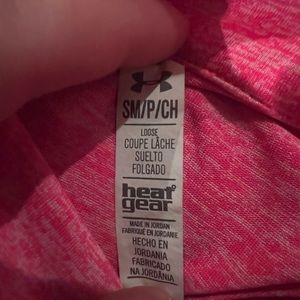 SM/P/CH
LOOSE
COUPE LÂCHE
SUELTO
FOLGADO
heat
gear
MADE IN JORDAN
FABRIQUÉ EN JORDANIE
HECHO EN
JORDANIA
FABRICADO
NA JORDÂNIA